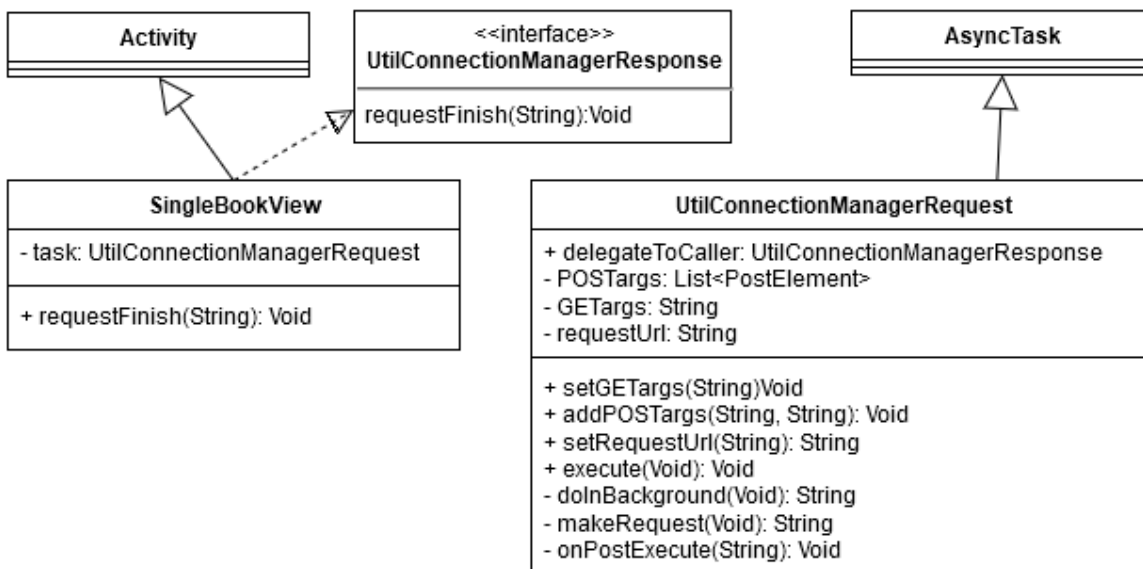 Activity
<<interface>>
UtilConnectionManagerResponse
requestFinish(String):Void
AsyncTask
SingleBookView
- task: UtilConnectionManagerRequest
+ requestFinish(String): Void
UtilConnectionManagerRequest
+ delegateToCaller: UtilConnectionManagerResponse
- POSTargs: List<PostElement>
- GETargs: String
- requestUrl: String
+ setGETargs(String)Void
+ addPOSTargs(String, String): Void
+ setRequestUrl(String): String
+ execute(Void): Void
- doInBackground(Void): String
- makeRequest(Void): String
- onPostExecute(String): Void